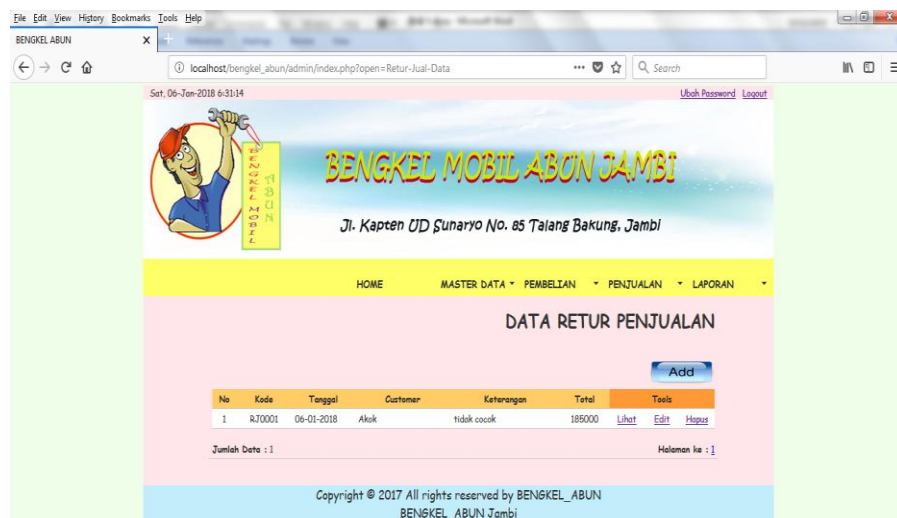 File Edit View History Bookmarks Tools Help
BENGKEL ABUN X
localhost/bengkel_abun/admin/index.php?open=Retur-Jual-Data
Search
Sat, 06-Jan-2018 6:31:14
Ubah Password Logout
BENGKEL MOBIL
ABUN
BENGKEL MOBIL ABUN JAMBI
Jl. Kapten UD Sunaryo No. 85 Talang Bakung, Jambi
HOME MASTER DATA PEMBELIAN PENJUALAN LAPORAN
DATA RETUR PENJUALAN
Add
No Kode Tanggal Customer Keterangan Total Tools
1 RJ0001 06-01-2018 Akok tidak cocok 185000 Lihat Edit Hapus
Jumlah Data : 1 Halaman ke : 1
Copyright © 2017 All rights reserved by BENGKEL_ABUN
BENGKEL_ABUN Jambi